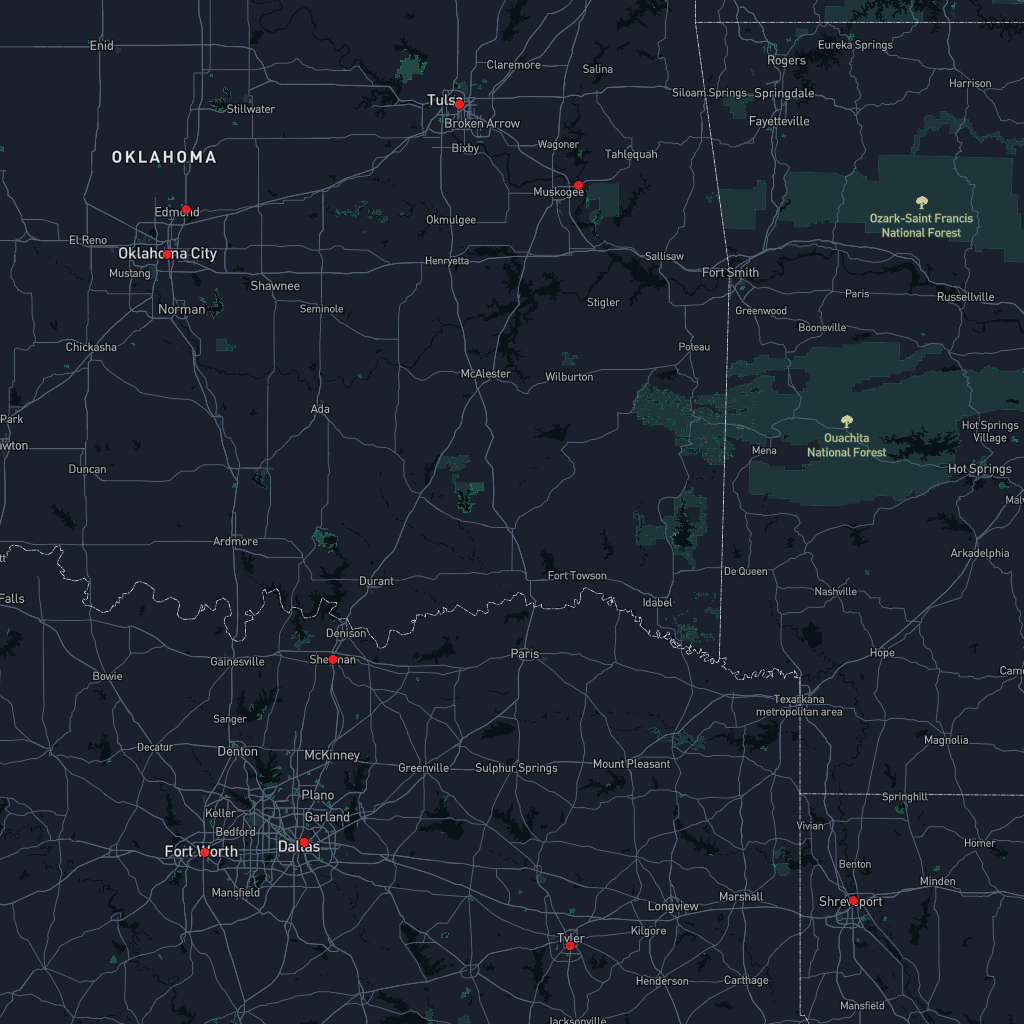 Enid
Claremore
Salina
Eureka Springs
Rogers
Harrison
Siloam Springs
Springdale
Tulsa
Stillwater
Broken Arrow
Fayetteville
Bixby
Wagoner
Tahlequah
OKLAHOMA
Muskogee
Edmond
Okmulgee
Ozark-Saint Francis
National Forest
El Reno
Oklahoma City
Henryetta
Sallisaw
Mustang
Fort Smith
Shawnee
Stigler
Paris
Russellville
Norman
Seminole
Greenwood
Booneville
Chickasha
Poteau
McAlester
Wilburton
Park
Ada
Hot Springs
Village
awton
Ouachita
National Forest
Mena
Duncan
Hot Springs
Malv
Ardmore
Arkadelphia
tt
Durant
Fort Towson
De Queen
Nashville
Falls
Idabel
Denison
Gainesville
Sherman
Paris
Hope
Bowie
Cam
Texarkana
metropolitan area
Sanger
Decatur
Denton
McKinney
Greenville
Sulphur Springs
Mount Pleasant
Magnolia
Plano
Springhill
Keller
Garland
Bedford
Vivian
Fort Worth
Dallas
Homer
Benton
Minden
Mansfield
Marshall
Longview
Shreveport
Tyler
Kilgore
Henderson
Carthage
Mansfield
Jacksonville